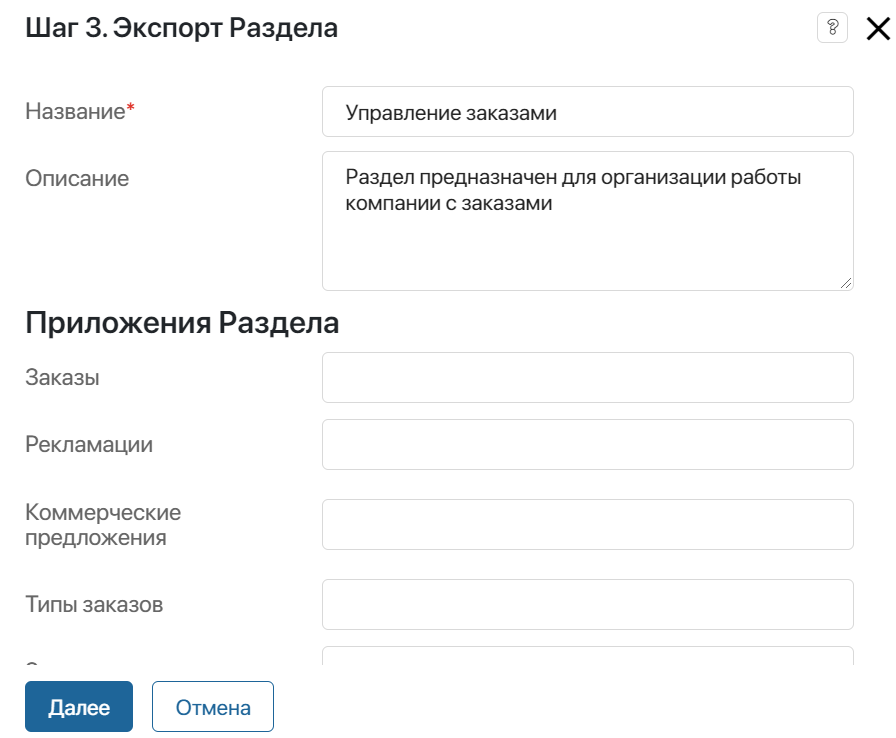 Шаг 3. Экспорт Раздела
?
Название*
Управление заказами
Описание
Раздел предназначен для организации работы
компании с заказами
Приложения Раздела
Заказы
Рекламации
Коммерческие
предложения
Типы заказов
Далее
Отмена